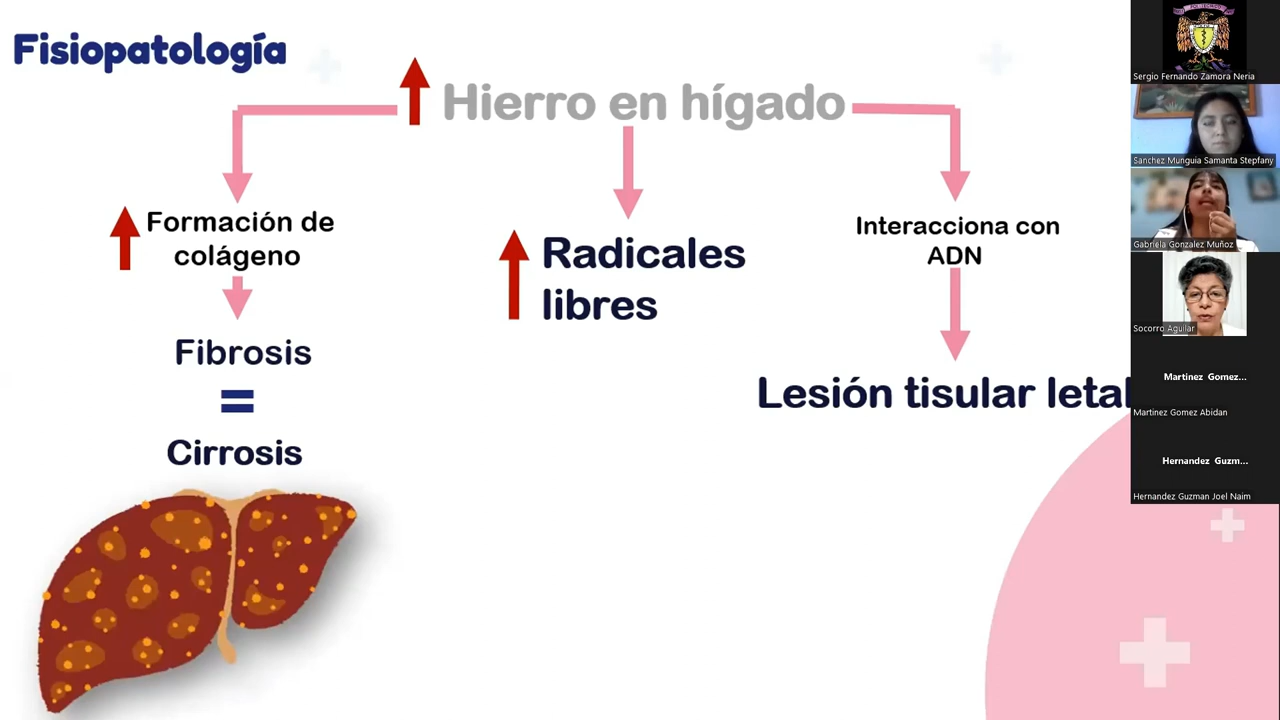 Fisiopatología
Hierro en hígado
Formación de
colágeno
Fibrosis
=
Cirrosis
Radicales
libres
Interacciona con
ADN
Lesión tisular letal
Sergio Fernando Zamora Neria
Sanchez Munguia Samanta Stepfany
Gabriela Gonzalez Muñoz
Socorro Aguilar
Martinez Gomez...
Martinez Gomez Abidan
Hernandez Guzm...
Hernandez Guzman Joel Naim